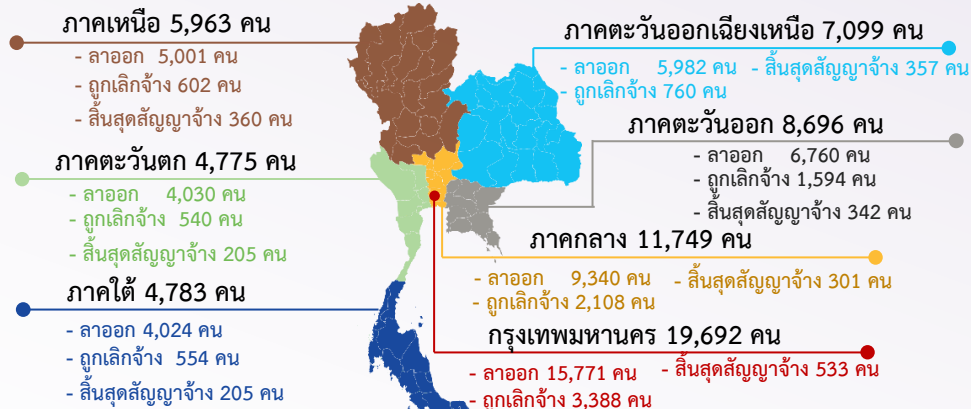 ภาคเหนือ 5,963 คน
- ลาออก 5,001 คน
- ถูกเลิกจ้าง 602 คน
- สิ้นสุดสัญญาจ้าง 360 คน
ภาคตะวันออกเฉียงเหนือ 7,099 คน
- ลาออก 5,982 คน - สิ้นสุดสัญญาจ้าง 357 คน
- ถูกเลิกจ้าง 760 คน
ภาคตะวันออก 8,696 คน
- ลาออก 6,760 คน
- ถูกเลิกจ้าง 1,594 คน
- สิ้นสุดสัญญาจ้าง 342 คน
ภาคตะวันตก 4,775 คน
- ลาออก 4,030 คน
- ถูกเลิกจ้าง 540 คน
- สิ้นสุดสัญญาจ้าง 205 คน
ภาคกลาง 11,749 คน
- ลาออก 9,340 คน - สิ้นสุดสัญญาจ้าง 301 คน
- ถูกเลิกจ้าง 2,108 คน
ภาคใต้ 4,783 คน
- ลาออก 4,024 คน
- ถูกเลิกจ้าง 554 คน
- สิ้นสุดสัญญาจ้าง 205 คน
กรุงเทพมหานคร 19,692 คน
- ลาออก 15,771 คน - สิ้นสุดสัญญาจ้าง 533 คน
- ถูกเลิกจ้าง 3,388 คน